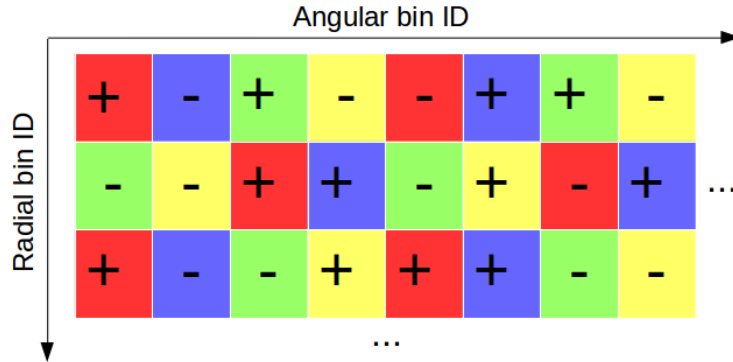 Angular bin ID
Radial bin ID
+ - + - - + + -
- - + + - + - + ...
+ - - + + + - -
...